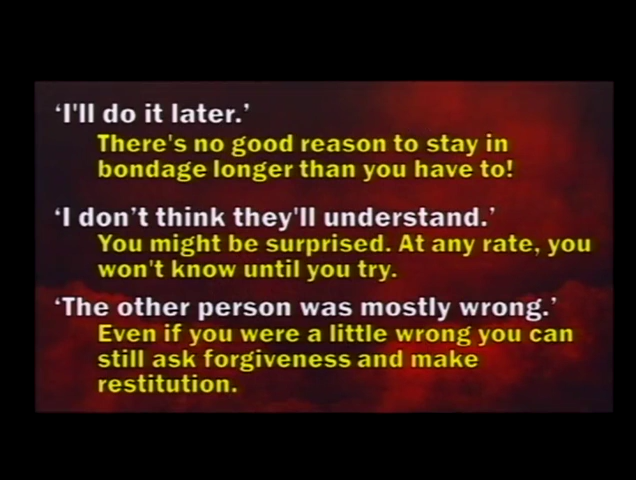 ‘I'll do it later.’
There's no good reason to stay in
bondage longer than you have to!
‘I don’t think they'll understand.’
You might be surprised. At any rate, you
won't know until you try.
‘The other person was mostly wrong.’
Even if you were a little wrong you can
still ask forgiveness and make
restitution.